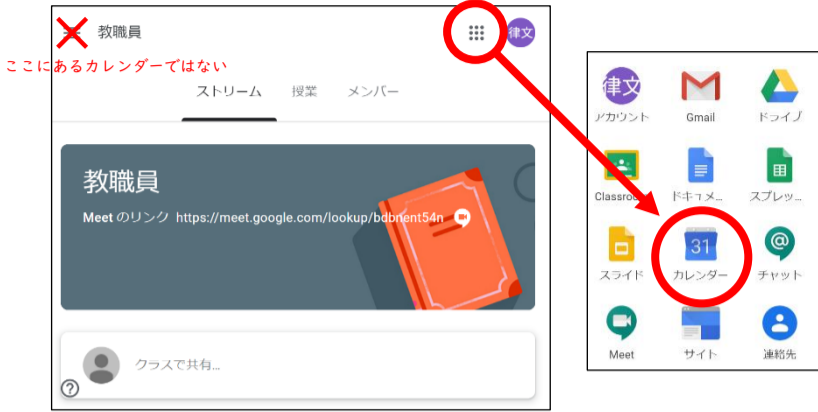 教職員
律文
ここにあるカレンダーではない
ストリーム 授業 メンバー
教職員
Meet のリンク https://meet.google.com/lookup/bdbnent54n
クラスで共有...
?
律文
アカウント Gmail ドライブ
Classroo
ドキュメ... スプレッ...
31
スライド カレンダー チャット
Meet サイト 連絡先